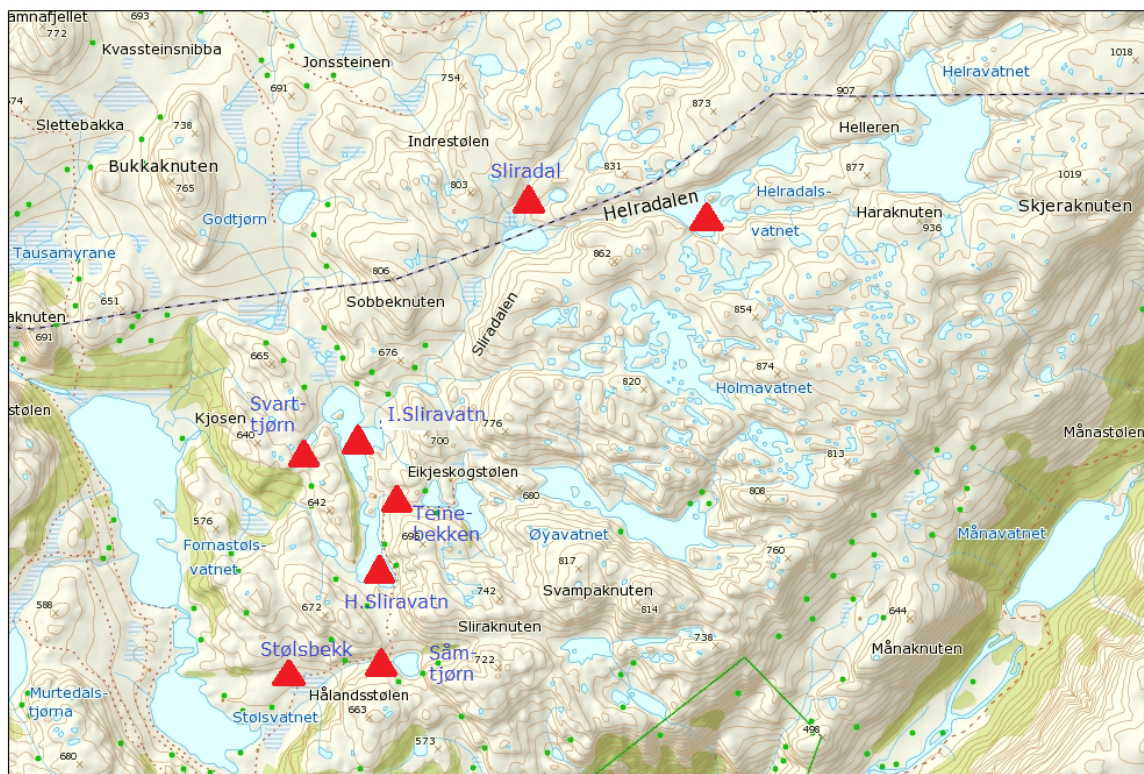 amnafjellet
693
772
Kvassteinsnibba
Jonssteinen
1018
Helravatnet
754
691
907
574
Slettebakka
738
873
Helleren
Indrestølen
Bukkaknuten
765
Sliradal
831
877
1019
803
Helradalen
Helradals-
vatnet
Haraknuten
936
Skjeraknuten
Godtjørn
Tausamyrane
862
806
651
Sobbeknuten
Sliradalen
854
aknuten
691
665
676
874
820
Holmavatnet
Svart-
tjørn
I.Sliravatn
støen
Kjosen
640
776
700
Månastølen
813
Eikjeskogstølen
680
808
642
Teine-
bekken
576
695
Øyavatnet
Månavatnet
Fornastøls-
vatnet
760
817
742
Svampaknuten
588
672
H.Sliravatn
814
644
Sliraknuten
738
Stølsbekk
Såm-
tjørn
722
Månaknuten
Murtedals-
tjørna
Hålandsstølen
Stølsvatnet
663
498
573
680